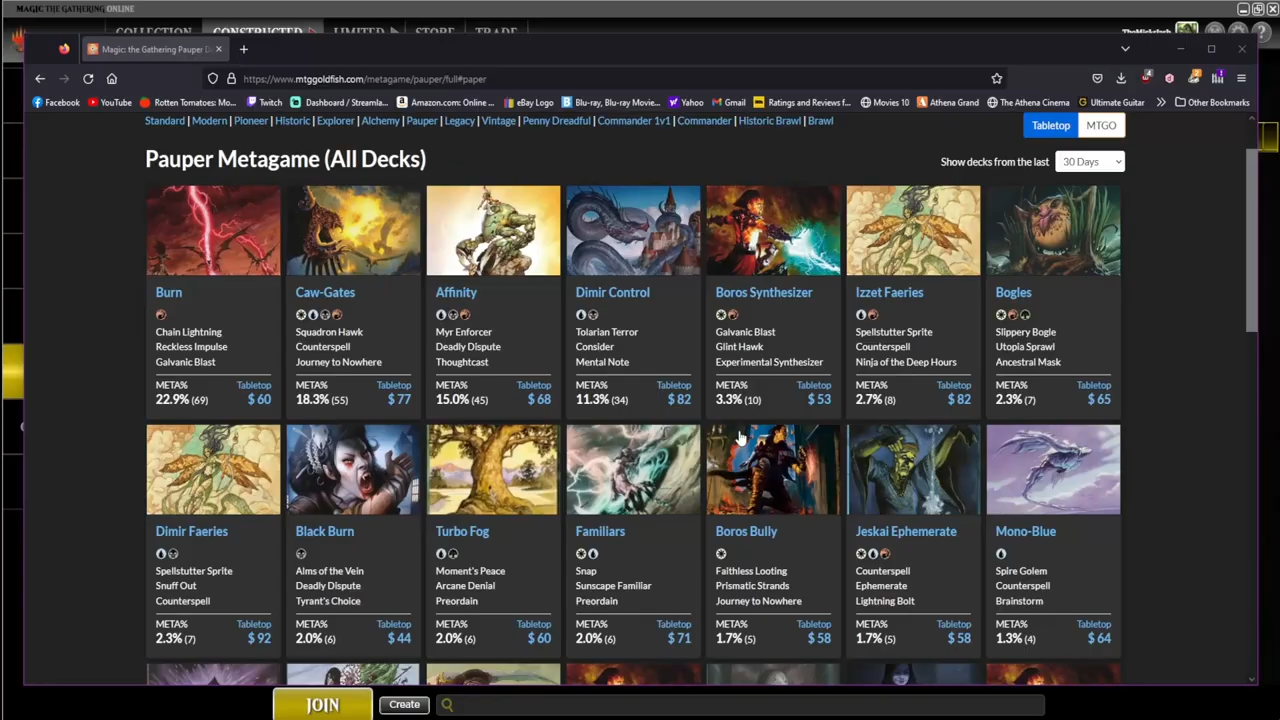 MAGIC THE GATHERING ONLINE
COLLECTION CONSTRUCTED LIMITED STORE TRADE
Magic: the Gathering Pauper D
https://www.mtggoldfish.com/metagame/pauper/full#paper
Facebook YouTube Rotten Tomatoes: Mo... Twitch Dashboard / Streamla... Amazon.com: Online ... eBay Logo Blu-ray, Blu-ray Movie... Yahoo Gmail Ratings and Reviews f... Movies 10 Athena Grand The Athena Cinema Ultimate Guitar Other Bookmarks
Standard | Modern | Pioneer | Historic | Explorer | Alchemy | Pauper | Legacy | Vintage | Penny Dreadful | Commander 1v1 | Commander | Historic Brawl | Brawl
Tabletop MTGO
Pauper Metagame (All Decks)
Show decks from the last 30 Days
Burn Caw-Gates Affinity Dimir Control Boros Synthesizer Izzet Faeries Bogles
Chain Lightning Squadron Hawk Myr Enforcer Tolarian Terror Galvanic Blast Spellstutter Sprite Slippery Bogle
Reckless Impulse Counterspell Deadly Dispute Consider Glint Hawk Counterspell Utopia Sprawl
Galvanic Blast Journey to Nowhere Thoughtcast Mental Note Experimental Synthesizer Ninja of the Deep Hours Ancestral Mask
META% Tabletop META% Tabletop META% Tabletop META% Tabletop META% Tabletop META% Tabletop META% Tabletop
22.9% (69) $ 60 18.3% (55) $ 77 15.0% (45) $ 68 11.3% (34) $ 82 3.3% (10) $ 53 2.7% (8) $ 82 2.3% (7) $ 65
Dimir Faeries Black Burn Turbo Fog Familiars Boros Bully Jeskai Ephemerate Mono-Blue
Spellstutter Sprite Alms of the Vein Moment's Peace Snap Faithless Looting Counterspell Spire Golem
Snuff Out Deadly Dispute Arcane Denial Sunscape Familiar Prismatic Strands Ephemerate Counterspell
Counterspell Tyrant's Choice Preordain Preordain Journey to Nowhere Lightning Bolt Brainstorm
META% Tabletop META% Tabletop META% Tabletop META% Tabletop META% Tabletop META% Tabletop META% Tabletop
2.3% (7) $ 92 2.0% (6) $ 44 2.0% (6) $ 60 2.0% (6) $ 71 1.7% (5) $ 58 1.7% (5) $ 58 1.3% (4) $ 64
JOIN Create